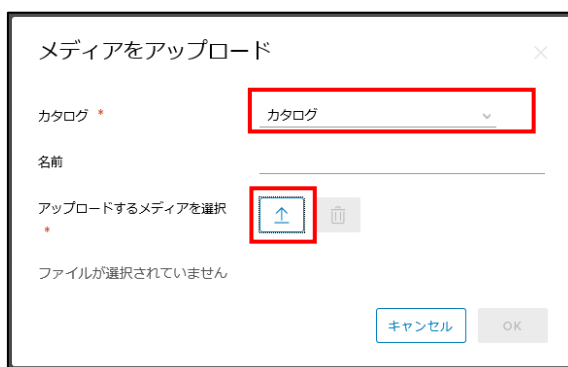 メディアをアップロード
カタログ *
カタログ
名前
アップロードするメディアを選択
*
ファイルが選択されていません
キャンセル
OK